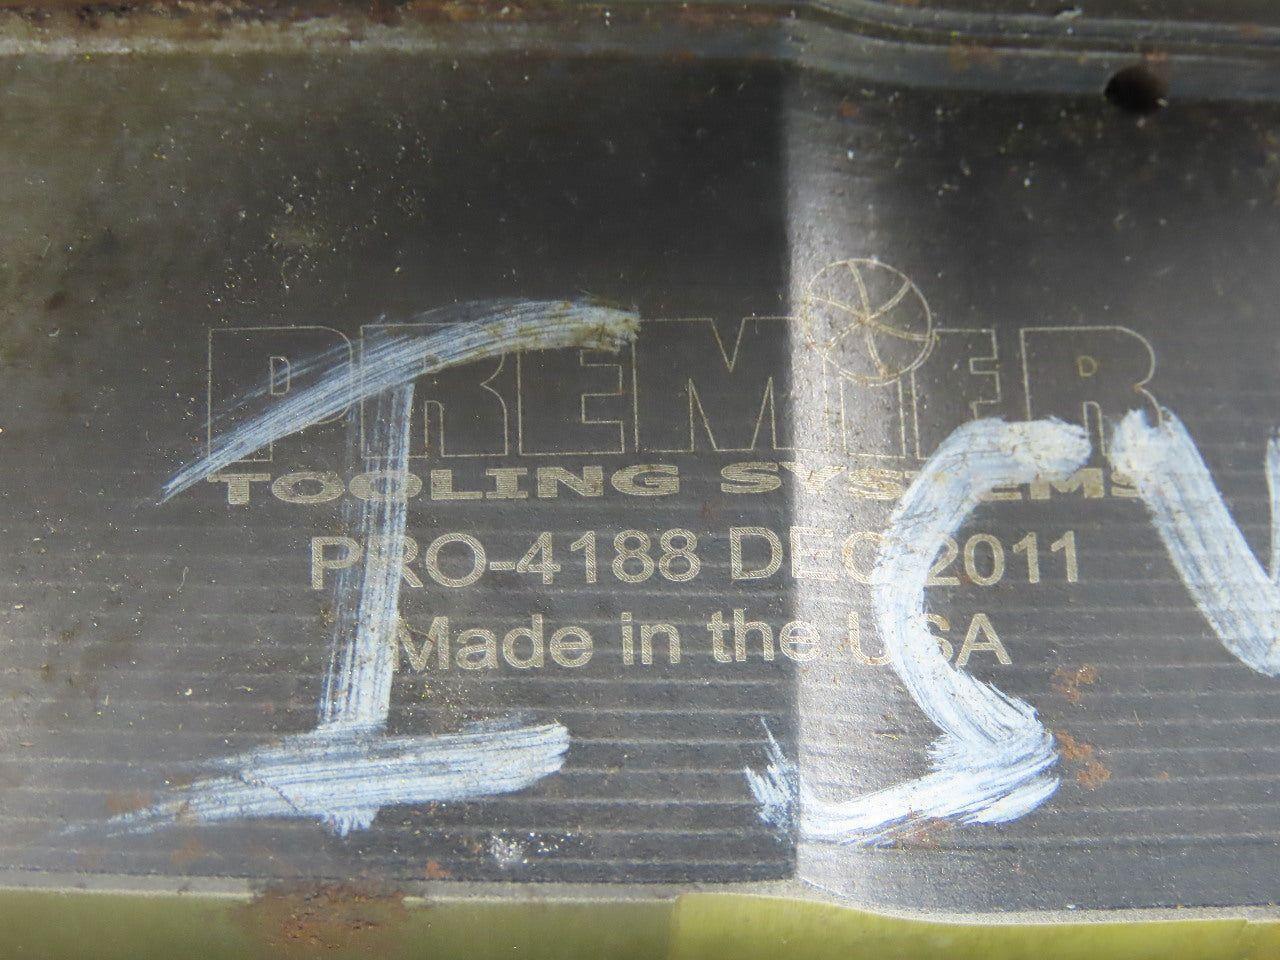 PREMIER
TOOLING SYSTEMS
PRO-4188 DEC 2011
Made in the USA